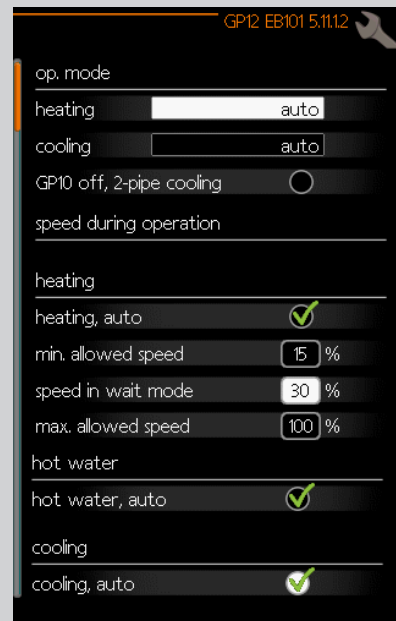 GP12 EB101 5.11.1.2
op. mode
heating auto
cooling auto
GP10 off, 2-pipe cooling
speed during operation
heating
heating, auto
min. allowed speed 15 %
speed in wait mode 30 %
max. allowed speed 100 %
hot water
hot water, auto
cooling
cooling, auto